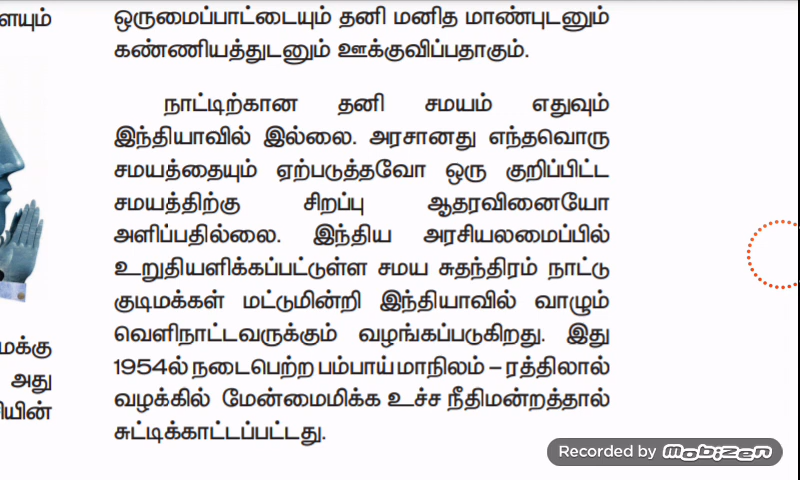 ளையும்
ஒருமைப்பாட்டையும் தனி மனித மாண்புடனும்
கண்ணியத்துடனும் ஊக்குவிப்பதாகும்.
நாட்டிற்கான தனி சமயம் எதுவும்
இந்தியாவில் இல்லை. அரசானது எந்தவொரு
சமயத்தையும் ஏற்படுத்தவோ ஒரு குறிப்பிட்ட
சமயத்திற்கு சிறப்பு ஆதரவினையோ
அளிப்பதில்லை. இந்திய அரசியலமைப்பில்
உறுதியளிக்கப்பட்டுள்ள சமய சுதந்திரம் நாட்டு
குடிமக்கள் மட்டுமின்றி இந்தியாவில் வாழும்
வெளிநாட்டவருக்கும் வழங்கப்படுகிறது. இது
1954ல் நடைபெற்ற பம்பாய் மாநிலம் – ரத்திலால்
வழக்கில் மேன்மைமிக்க உச்ச நீதிமன்றத்தால்
சுட்டிக்காட்டப்பட்டது.
மக்கு
அது
யின்
Recorded by mobizen